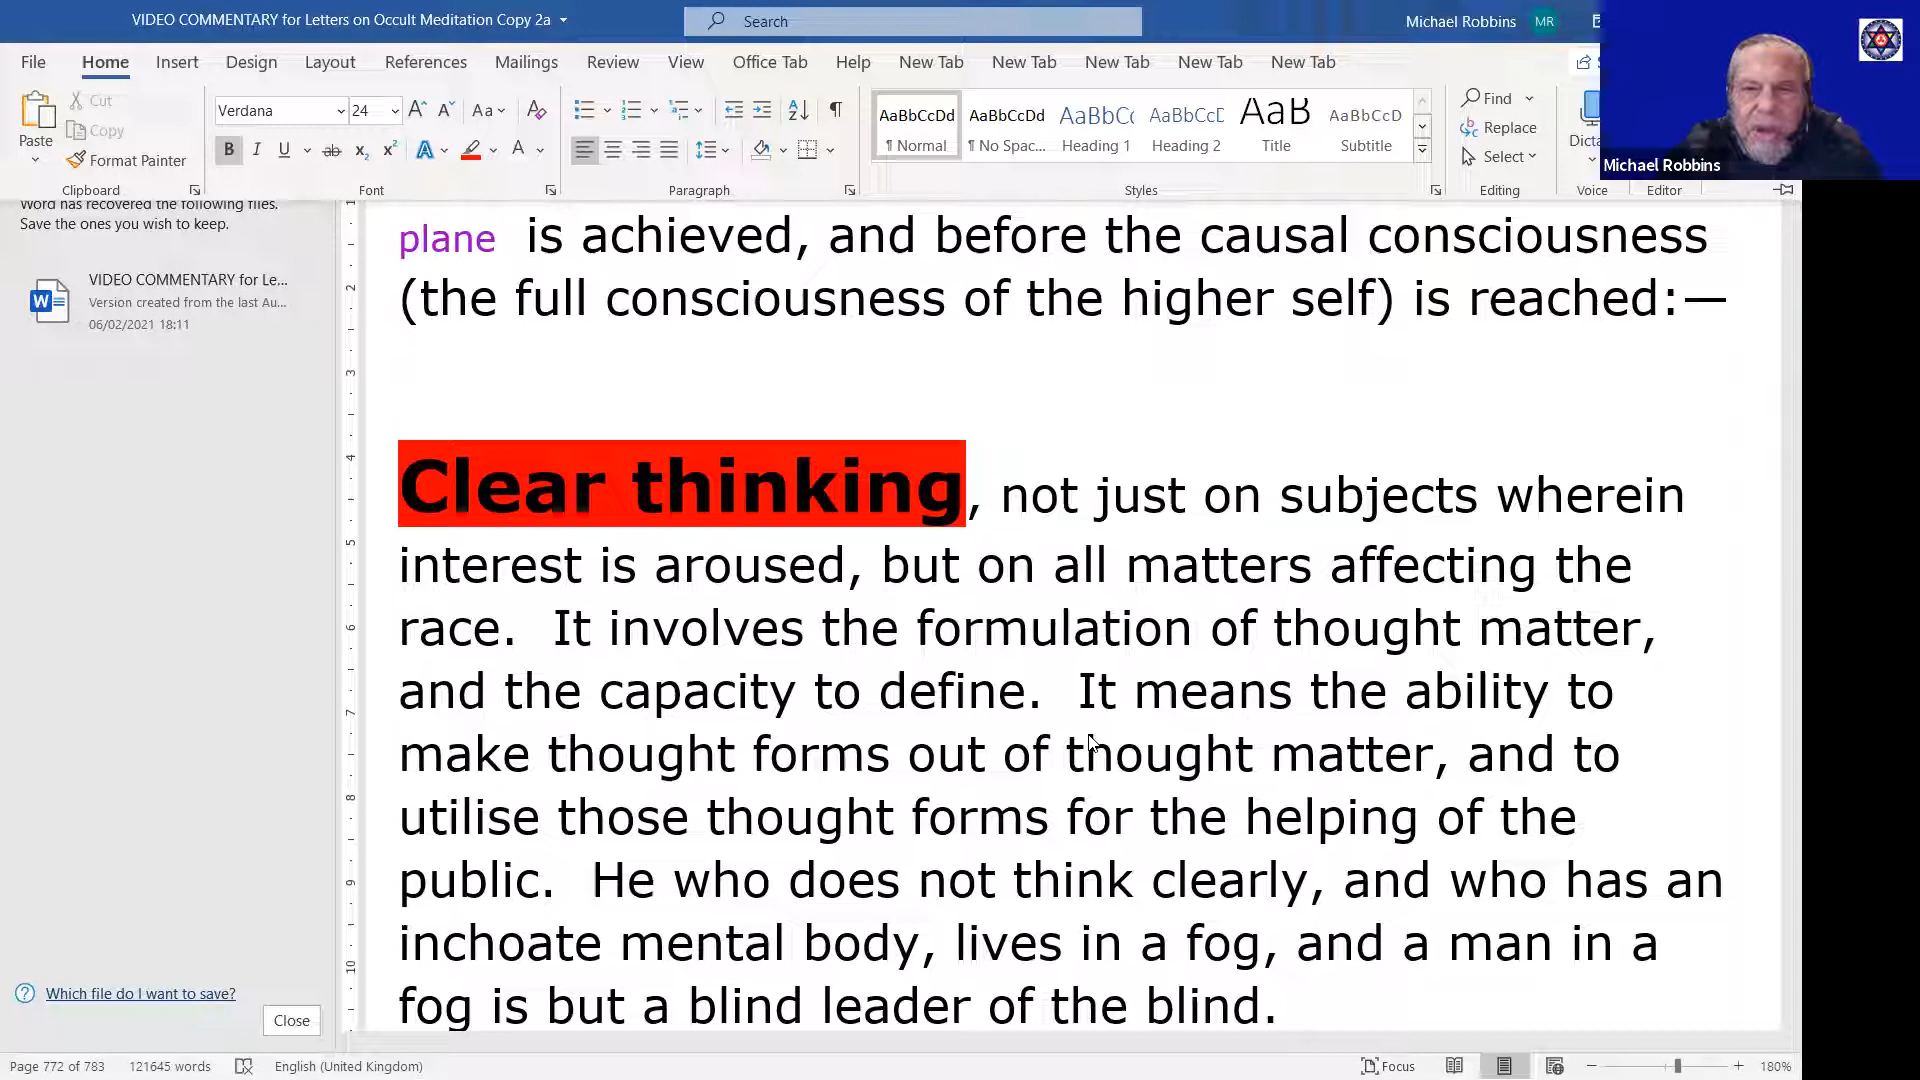 VIDEO COMMENTARY for Letters on Occult Meditation Copy 2a
Search
Michael Robbins MR
File Home Insert Design Layout References Mailings Review View Office Tab Help New Tab New Tab New Tab New Tab New Tab
Paste
Cut
Copy
Format Painter
Clipboard
Verdana 24
Font
Paragraph
AaBbCcDd
¶ Normal
AaBbCcDd
¶ No Spac...
Heading 1
Heading 2
AaB
Title
AaBbCcD
Subtitle
Styles
Find
Replace
Select
Editing
Voice
Editor
Michael Robbins
Word has recovered the following files.
Save the ones you wish to keep.
VIDEO COMMENTARY for Le...
Version created from the last Au...
06/02/2021 18:11
plane is achieved, and before the causal consciousness
(the full consciousness of the higher self) is reached:—
Clear thinking, not just on subjects wherein
interest is aroused, but on all matters affecting the
race. It involves the formulation of thought matter,
and the capacity to define. It means the ability to
make thought forms out of thought matter, and to
utilise those thought forms for the helping of the
public. He who does not think clearly, and who has an
inchoate mental body, lives in a fog, and a man in a
fog is but a blind leader of the blind.
Which file do I want to save?
Close
Page 772 of 783 121645 words English (United Kingdom) Focus 180%